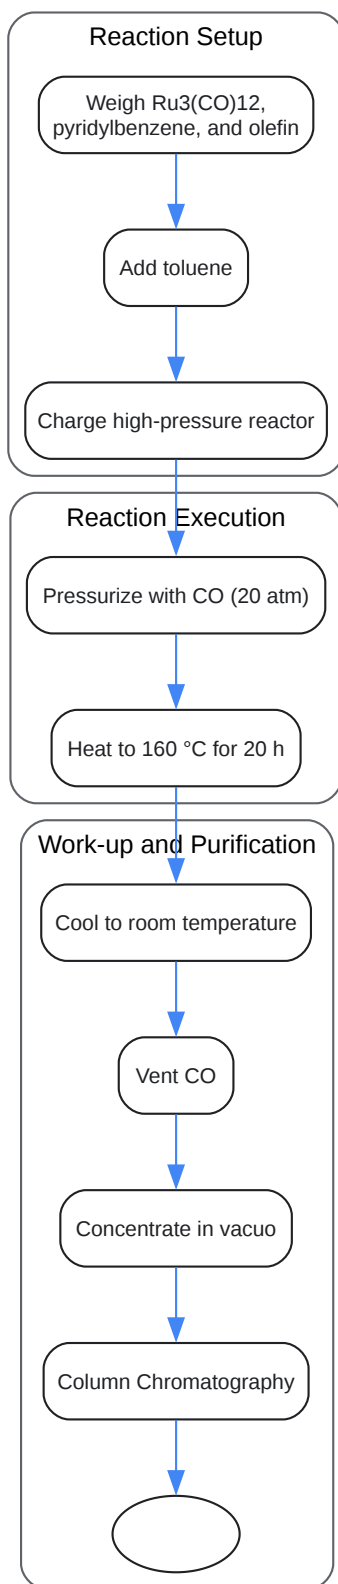 Reaction Setup
Weigh Ru3(CO)12,
pyridylbenzene, and olefin
Add toluene
Charge high-pressure reactor
Reaction Execution
Pressurize with CO (20 atm)
Heat to 160 °C for 20 h
Work-up and Purification
Cool to room temperature
Vent CO
Concentrate in vacuo
Column Chromatography